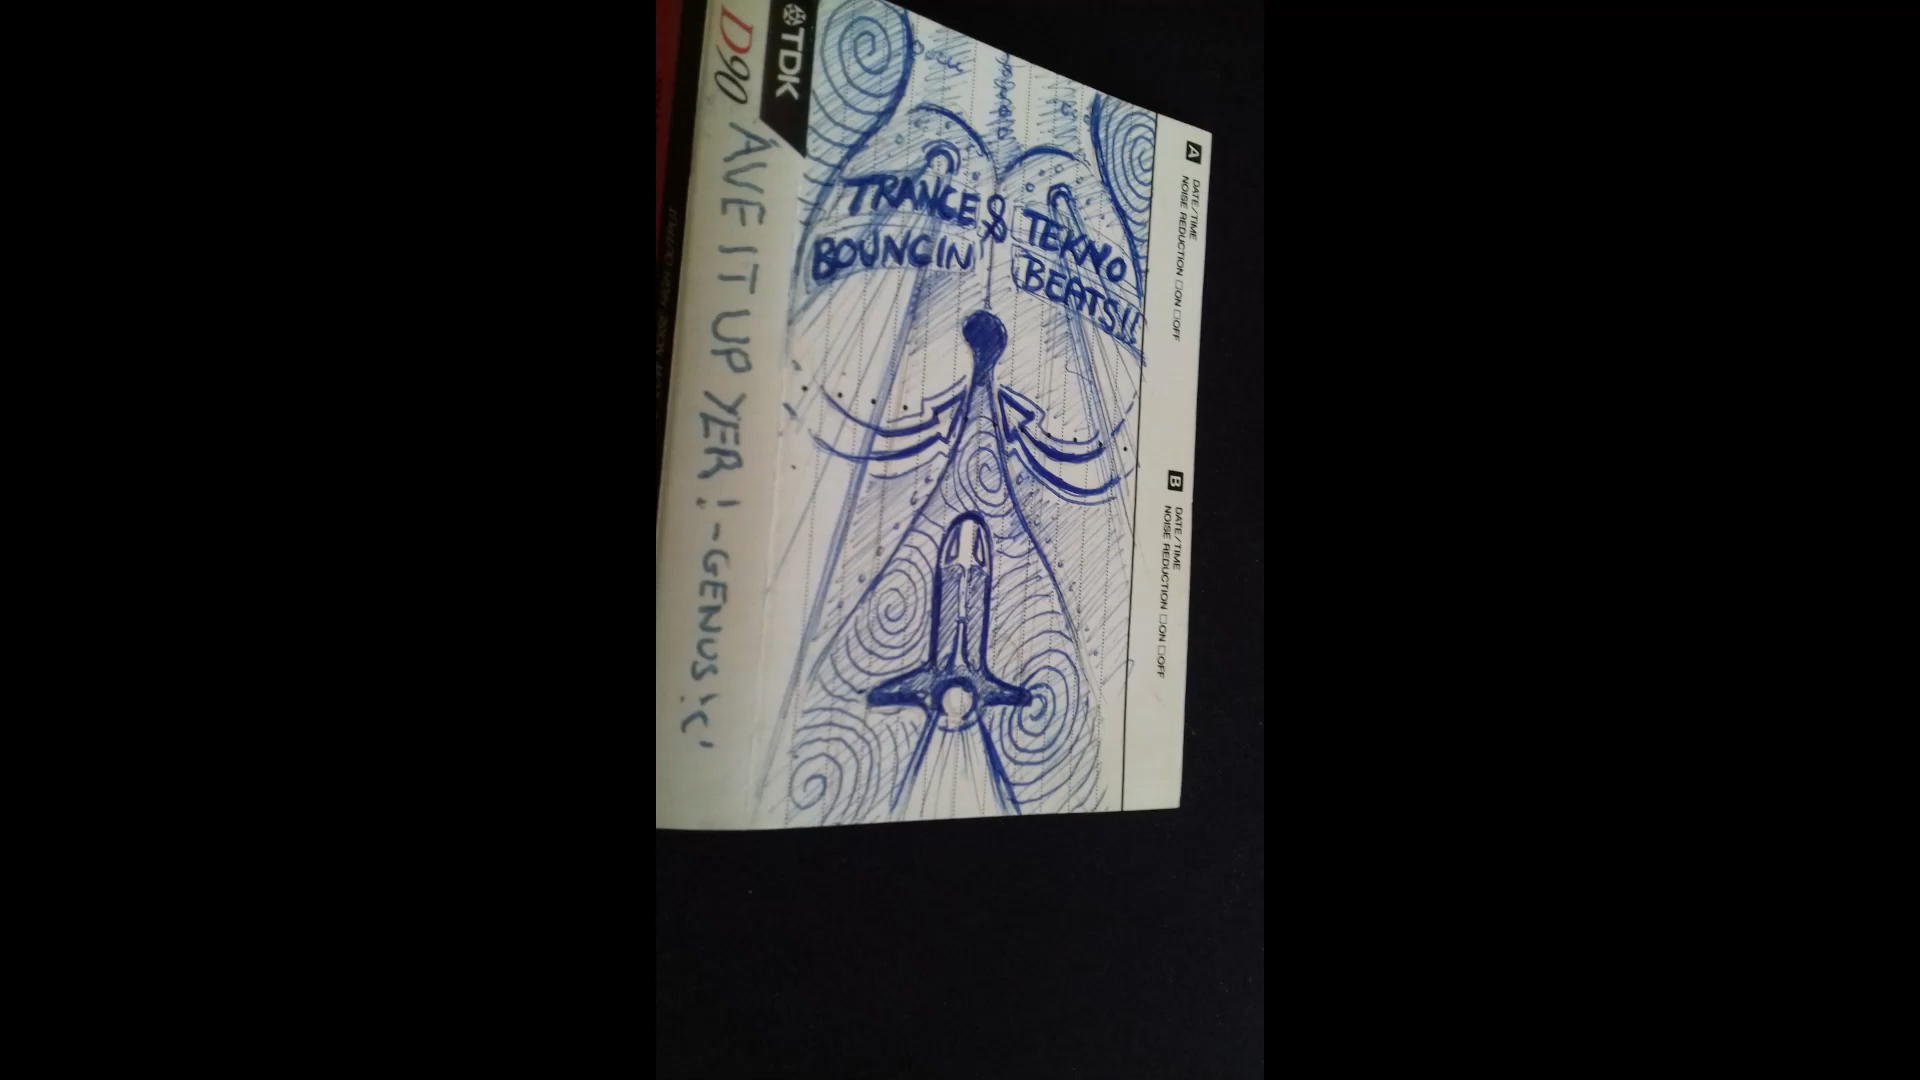 TDK
D90
AVE IT UP YER! - GENUS!C'
TRANCE & TEKNO
BOUNCIN BEATS!!
A DATE/TIME
NOISE REDUCTION □ON □OFF
B DATE/TIME
NOISE REDUCTION □ON □OFF